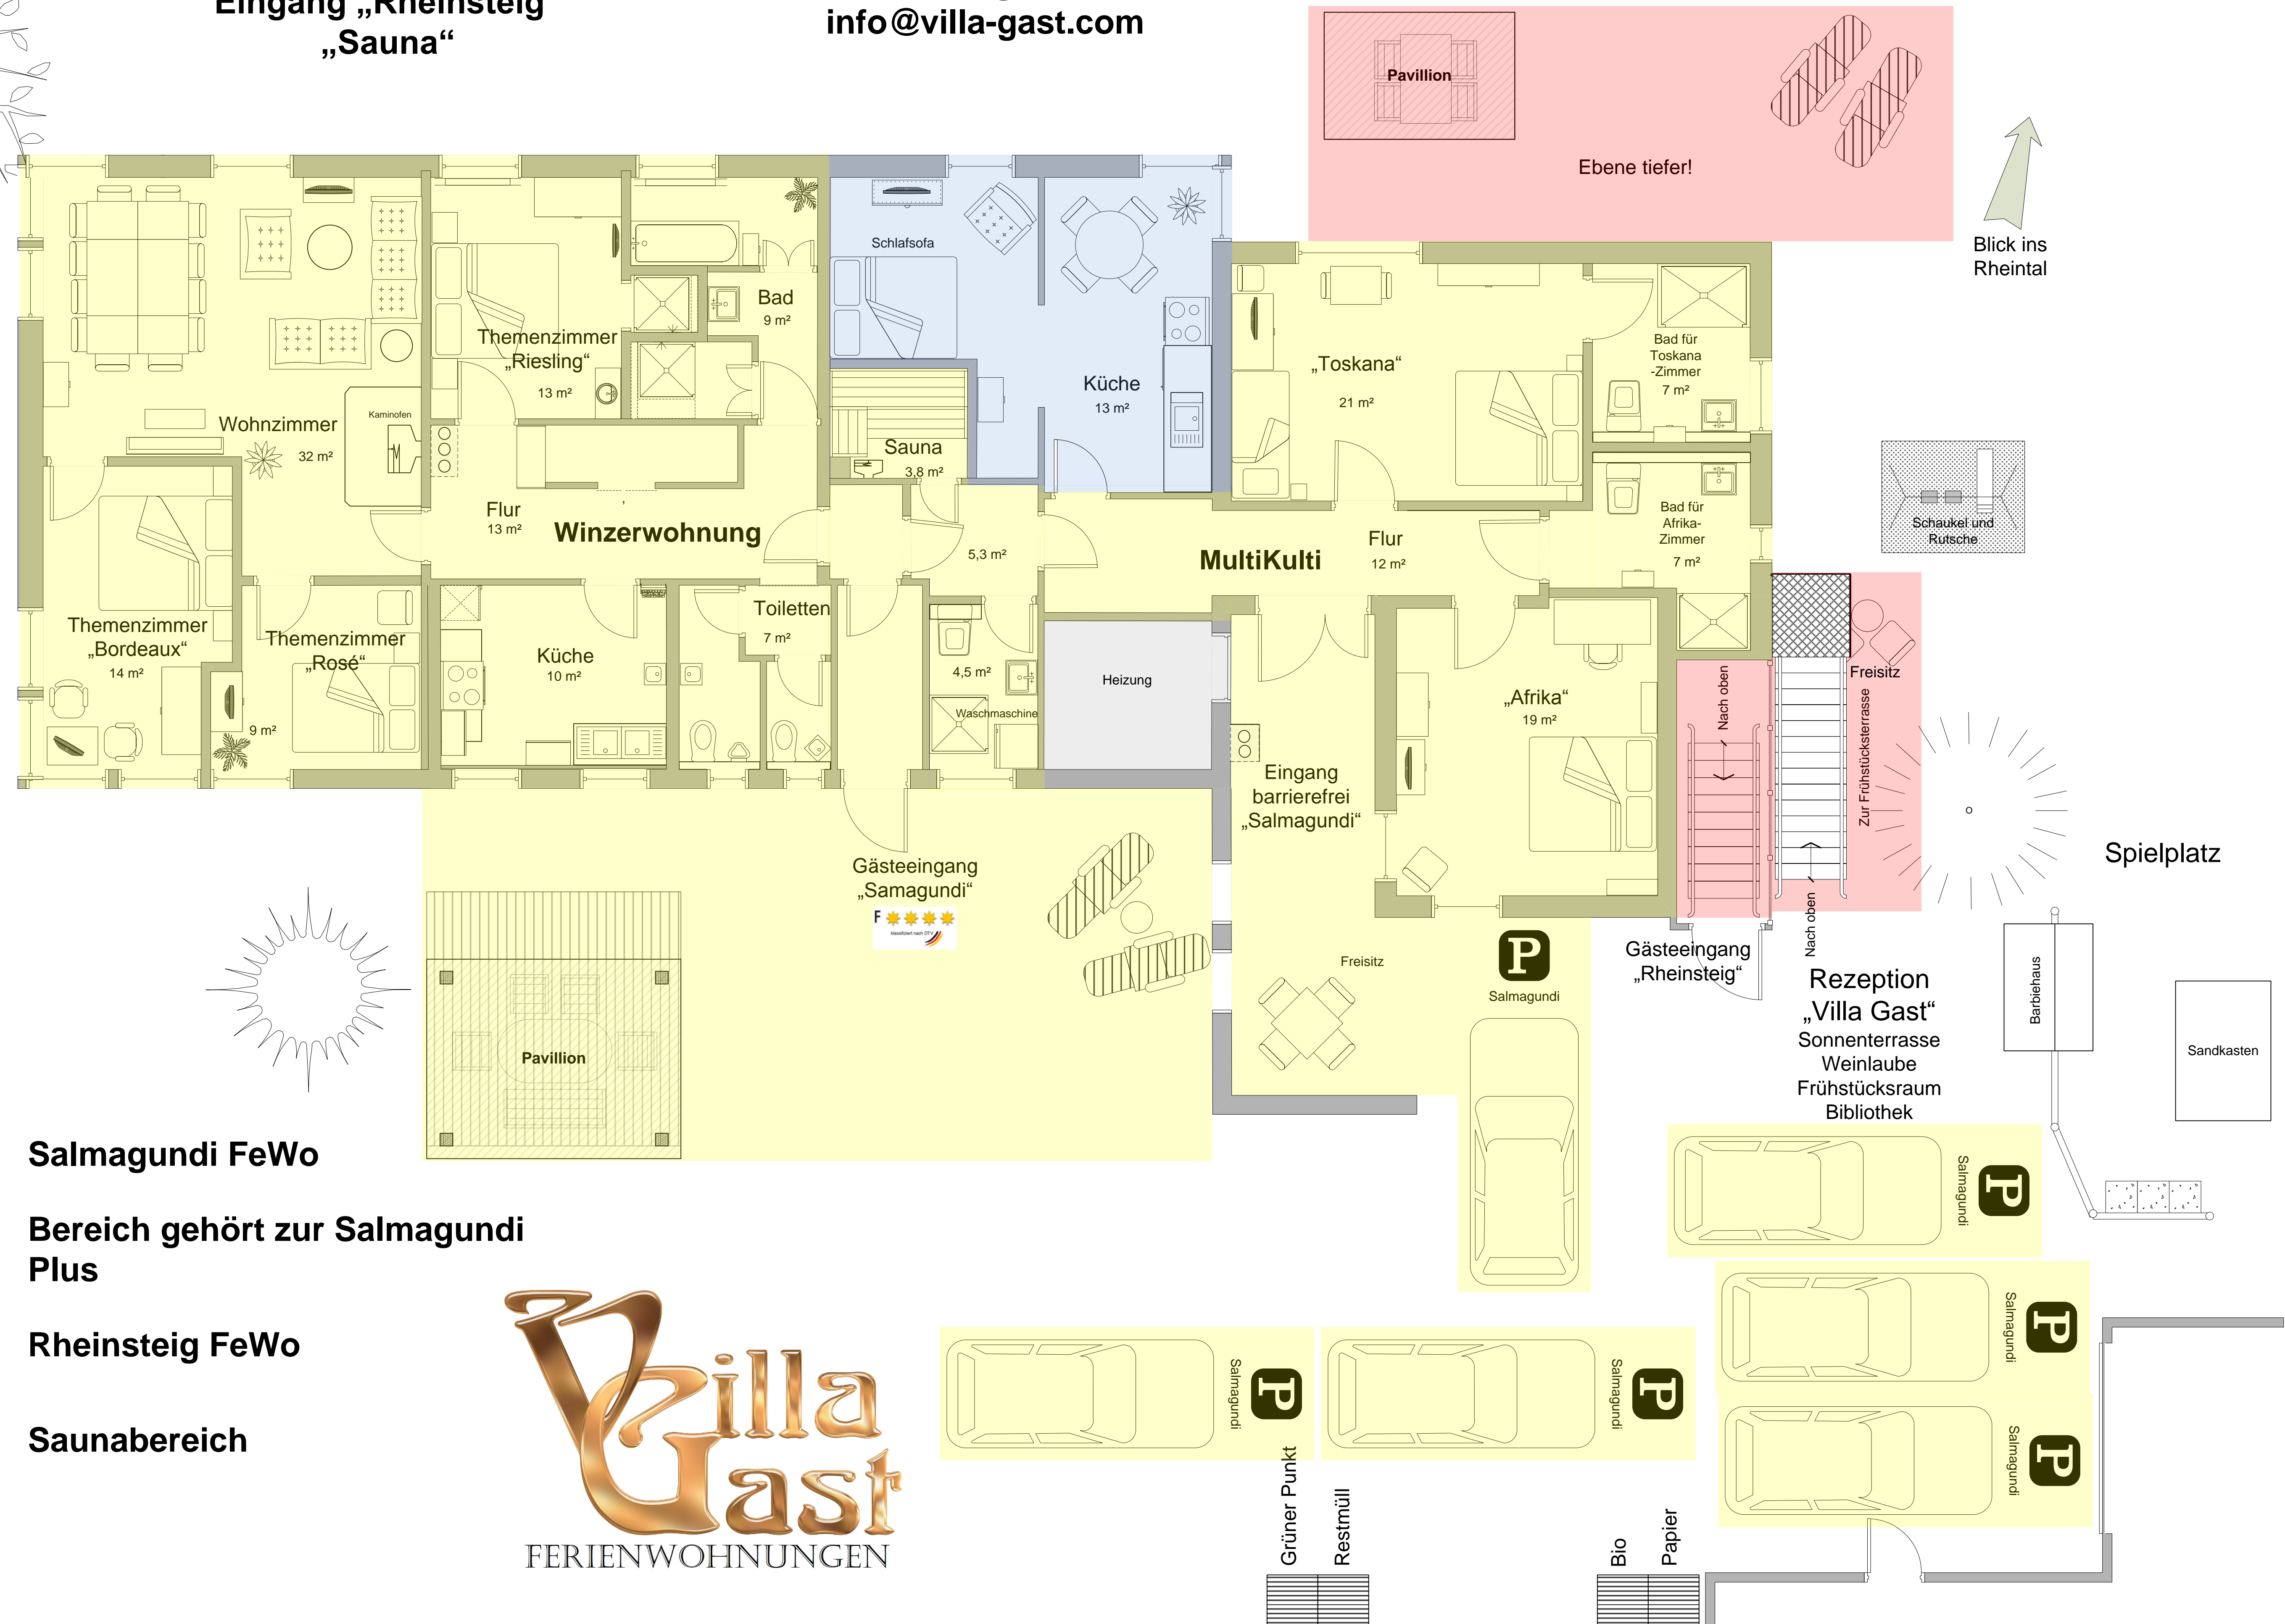 Eingang „Rheinsteig
„Sauna“
info@villa-gast.com
Pavillion
Ebene tiefer!
Blick ins
Rheintal
Schlafsofa
Bad
9 m²
Themenzimmer
„Riesling“
13 m²
Küche
13 m²
„Toskana“
21 m²
Bad für
Toskana
-Zimmer
7 m²
Wohnzimmer
32 m²
Kaminofen
Sauna
3,8 m²
Flur
13 m²
Winzerwohnung
5,3 m²
MultiKulti
Flur
12 m²
Bad für
Afrika-
Zimmer
7 m²
Schaukel und
Rutsche
Themenzimmer
„Bordeaux“
14 m²
Themenzimmer
„Rosé“
9 m²
Küche
10 m²
Toiletten
7 m²
4,5 m²
Waschmaschine
Heizung
Eingang
barrierefrei
„Salmagundi“
„Afrika“
19 m²
Nach oben
Freisitz
Zur Frühstücksterrasse
Nach oben
Spielplatz
Gästeeingang
„Samagundi“
F
klassifiziert nach DTV
Freisitz
P
Salmagundi
Gästeeingang
„Rheinsteig“
Rezeption
„Villa Gast“
Sonnenterrasse
Weinlaube
Frühstücksraum
Bibliothek
Barbiehaus
Sandkasten
Pavillion
Salmagundi FeWo
Bereich gehört zur Salmagundi
Plus
Rheinsteig FeWo
Saunabereich
Villa
Gast
FERIENWOHNUNGEN
Salmagundi
P
Salmagundi
P
Salmagundi
P
Salmagundi
P
Salmagundi
P
Grüner Punkt
Restmüll
Bio
Papier